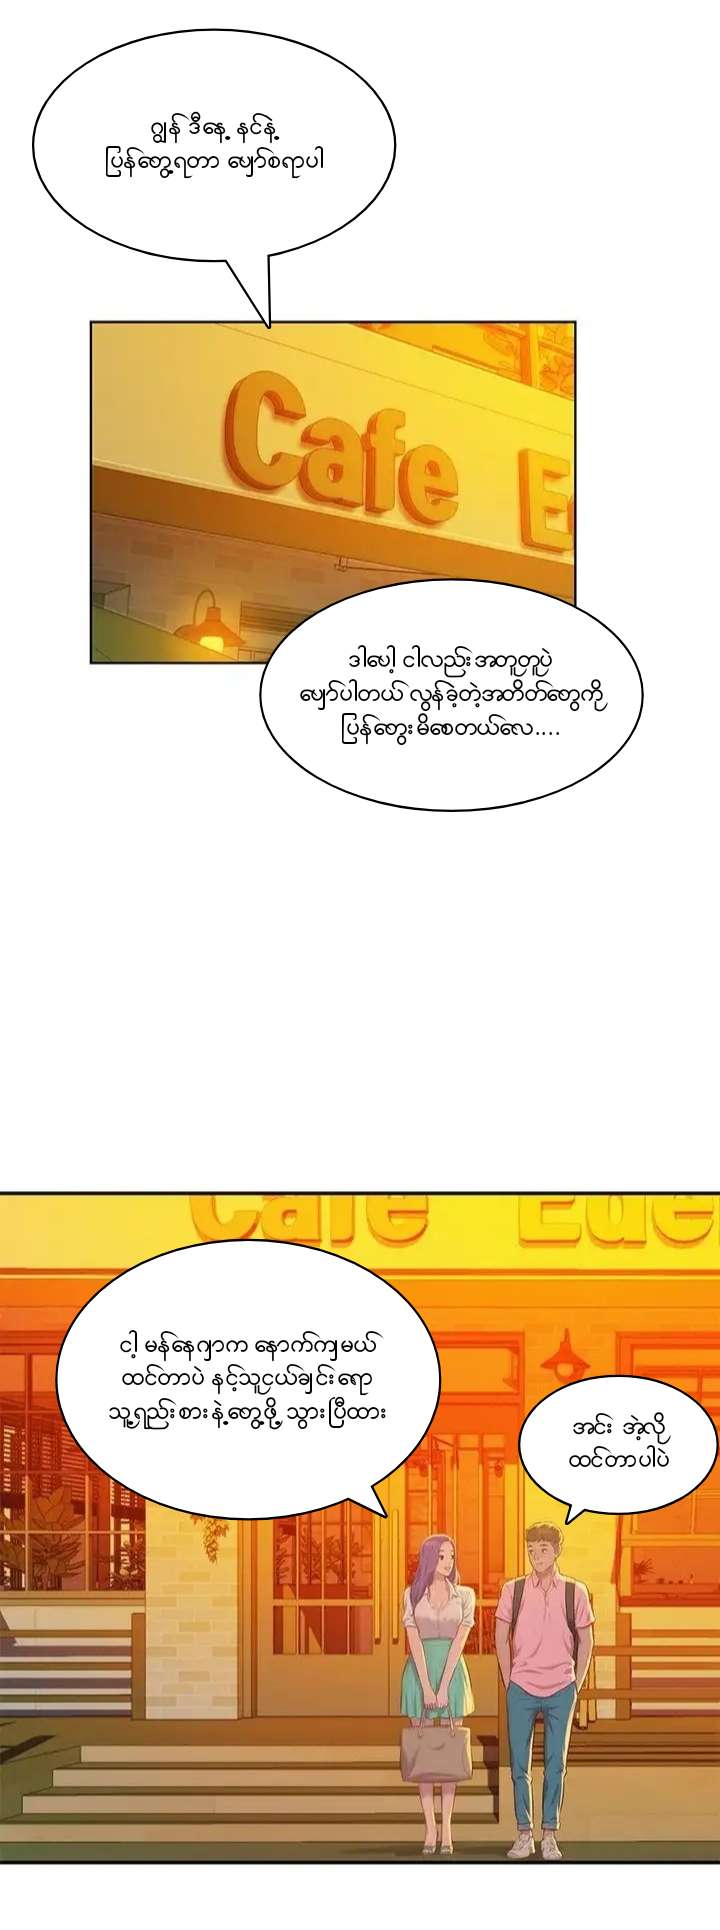 ဂျွန် ဒီနေ့ နင်နဲ့
ပြန်တွေ့ရတာ ပျော်စရာပါ
Cafe E
ဒါပေါ့ ငါလည်းအတူတူပဲ
ပျော်ပါတယ် လွန်ခဲ့တဲ့အတိတ်တွေကို
ပြန်တွေးမိစေတယ်လေ....
Cafe Eden
ငါ့ မန်နေဂျာက နောက်ကျမယ်
ထင်တာပဲ နင့်သူငယ်ချင်းရော
သူ့ရည်းစားနဲ့တွေ့ဖို့ သွားပြီထား
အင်း အဲ့လို
ထင်တာပါပဲ